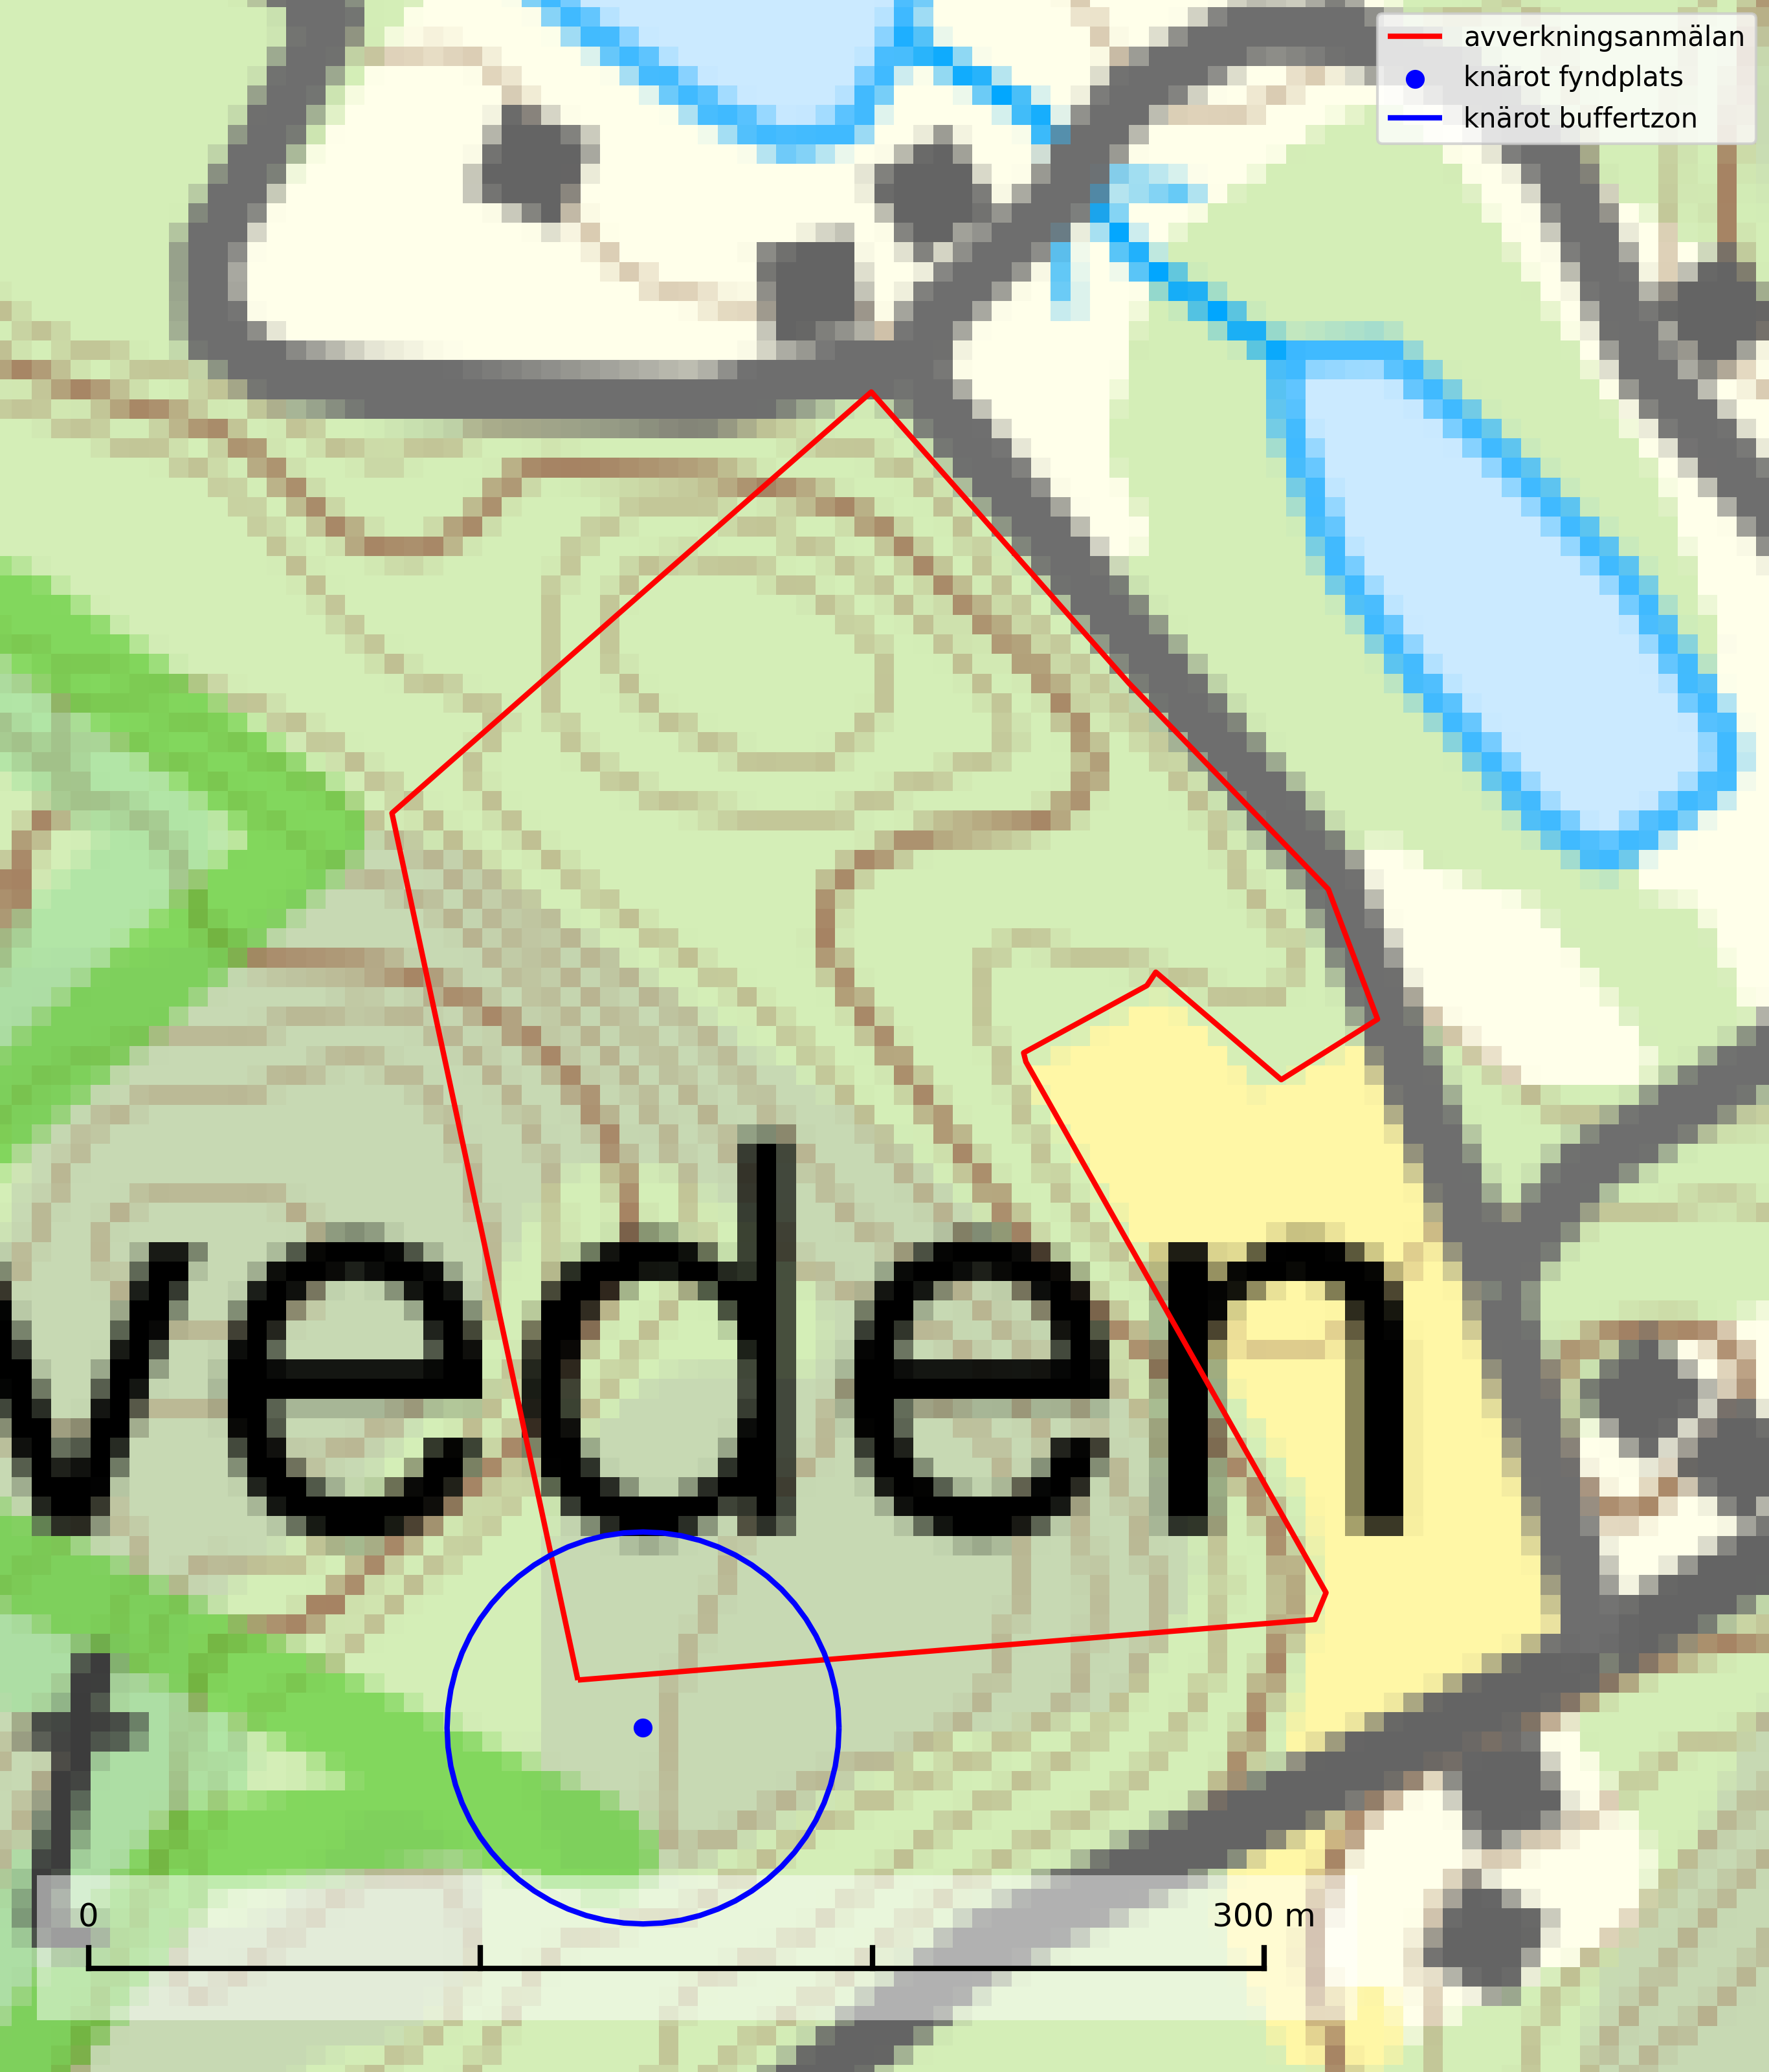 avverkningsanmälan
knärot fyndplats
knärot buffertzon
veden
0 300 m